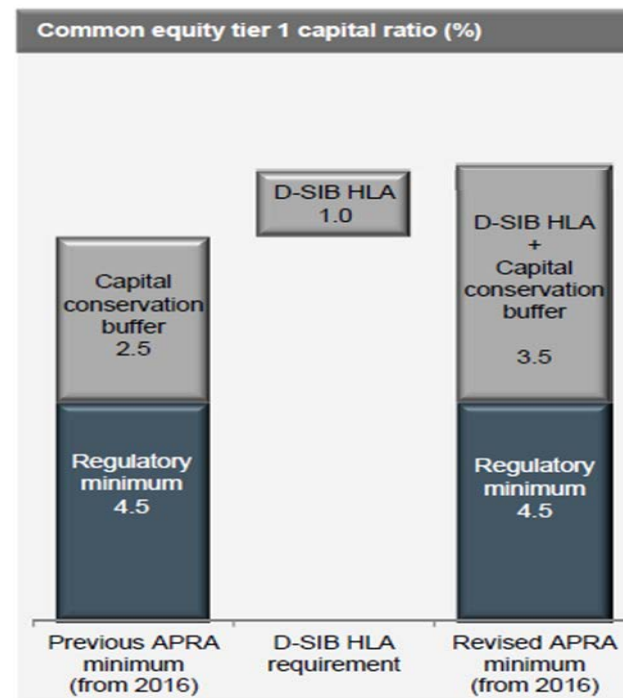 Common equity tier 1 capital ratio (%)
D-SIB HLA
1.0
D-SIB HLA
+
Capital
conservation
buffer
3.5
Capital
conservation
buffer
2.5
Regulatory
minimum
4.5
Regulatory
minimum
4.5
Previous APRA
minimum
(from 2016)
D-SIB HLA
requirement
Revised APRA
minimum
(from 2016)